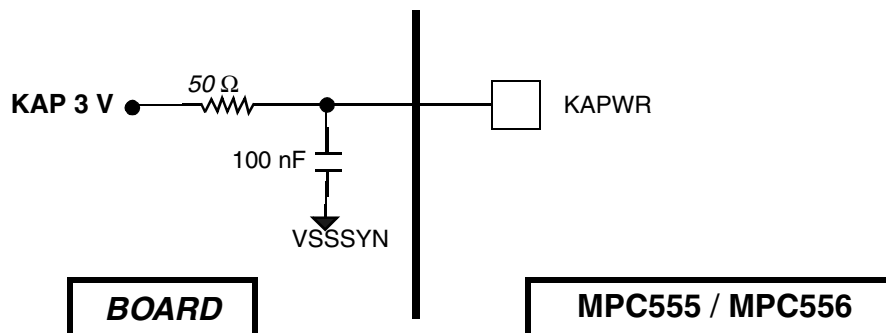 50 Ω
KAP 3 V
KAPWR
100 nF
VSSSYN
BOARD
MPC555 / MPC556